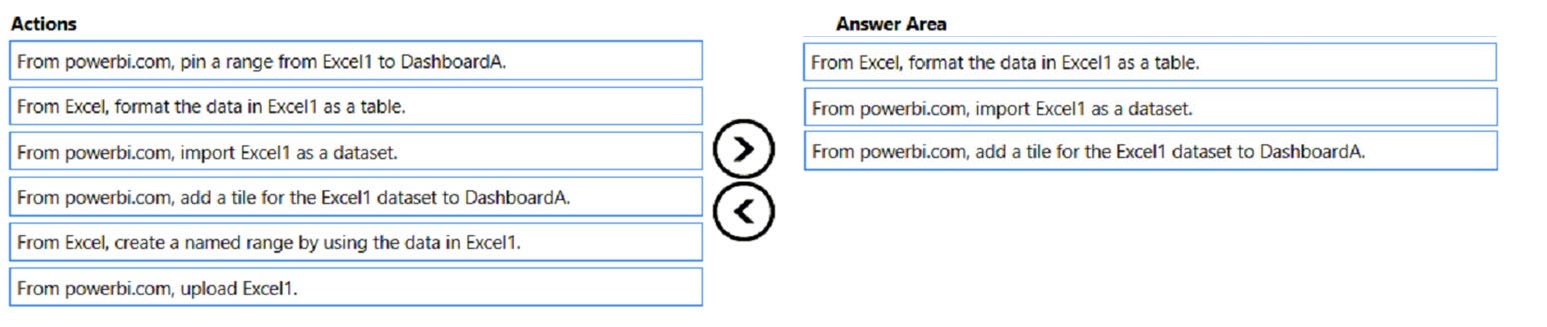 Actions
From powerbi.com, pin a range from Excel1 to DashboardA.
From Excel, format the data in Excel1 as a table.
From powerbi.com, import Excel1 as a dataset.
From powerbi.com, add a tile for the Excel1 dataset to DashboardA.
From Excel, create a named range by using the data in Excel1.
From powerbi.com, upload Excel1.
Answer Area
From Excel, format the data in Excel1 as a table.
From powerbi.com, import Excel1 as a dataset.
From powerbi.com, add a tile for the Excel1 dataset to DashboardA.